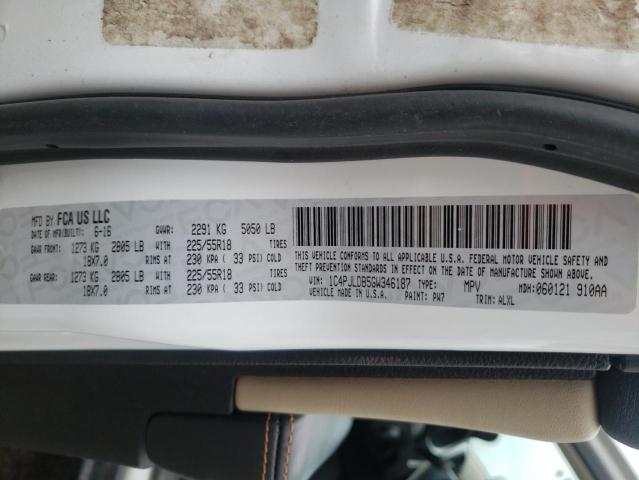 MFD BY FCA US LLC
DATE OF MFR(BUILT): 6-16 GVWR: 2291 KG 5050 LB
GAWR FRONT: 1273 KG 2805 LB WITH 225/55R18 TIRES
18X7.0 RIMS AT 230 KPA ( 33 PSI) COLD
GAWR REAR: 1273 KG 2805 LB WITH 225/55R18 TIRES
18X7.0 RIMS AT 230 KPA ( 33 PSI) COLD
THIS VEHICLE CONFORMS TO ALL APPLICABLE U.S.A. FEDERAL MOTOR VEHICLE SAFETY AND
THEFT PREVENTION STANDARDS IN EFFECT ON THE DATE OF MANUFACTURE SHOWN ABOVE.
VIN: 1C4PJLDB5GW346187 TYPE: MPV MDH: 060121 910AA
VEHICLE MADE IN U.S.A. PAINT: PW7 TRIM: ALXL